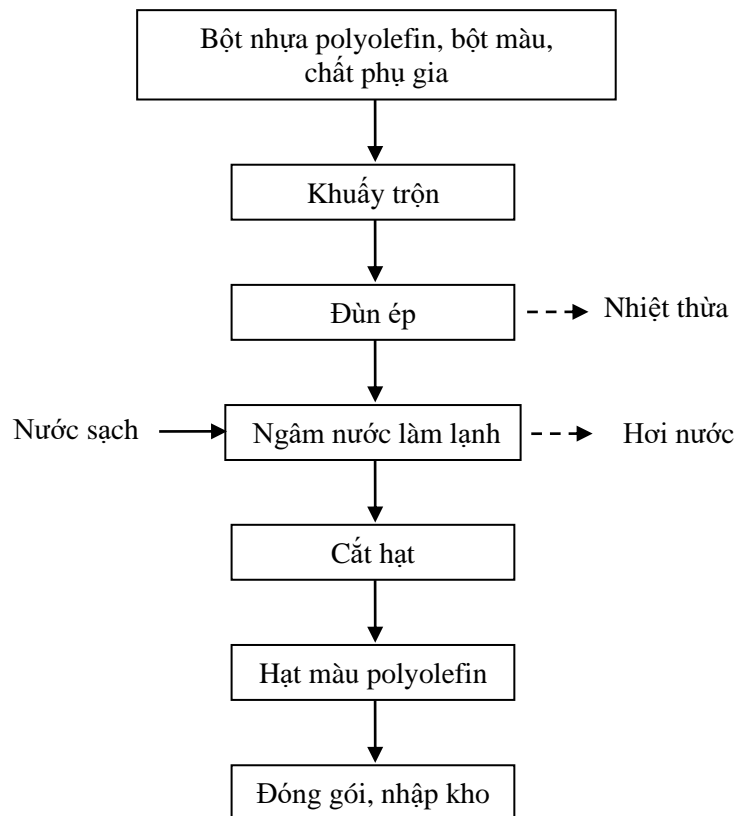 Bột nhựa polyolefin, bột màu,
chất phụ gia
Khuấy trộn
Đùn ép
Nhiệt thừa
Nước sạch
Ngâm nước làm lạnh
Hơi nước
Cắt hạt
Hạt màu polyolefin
Đóng gói, nhập kho